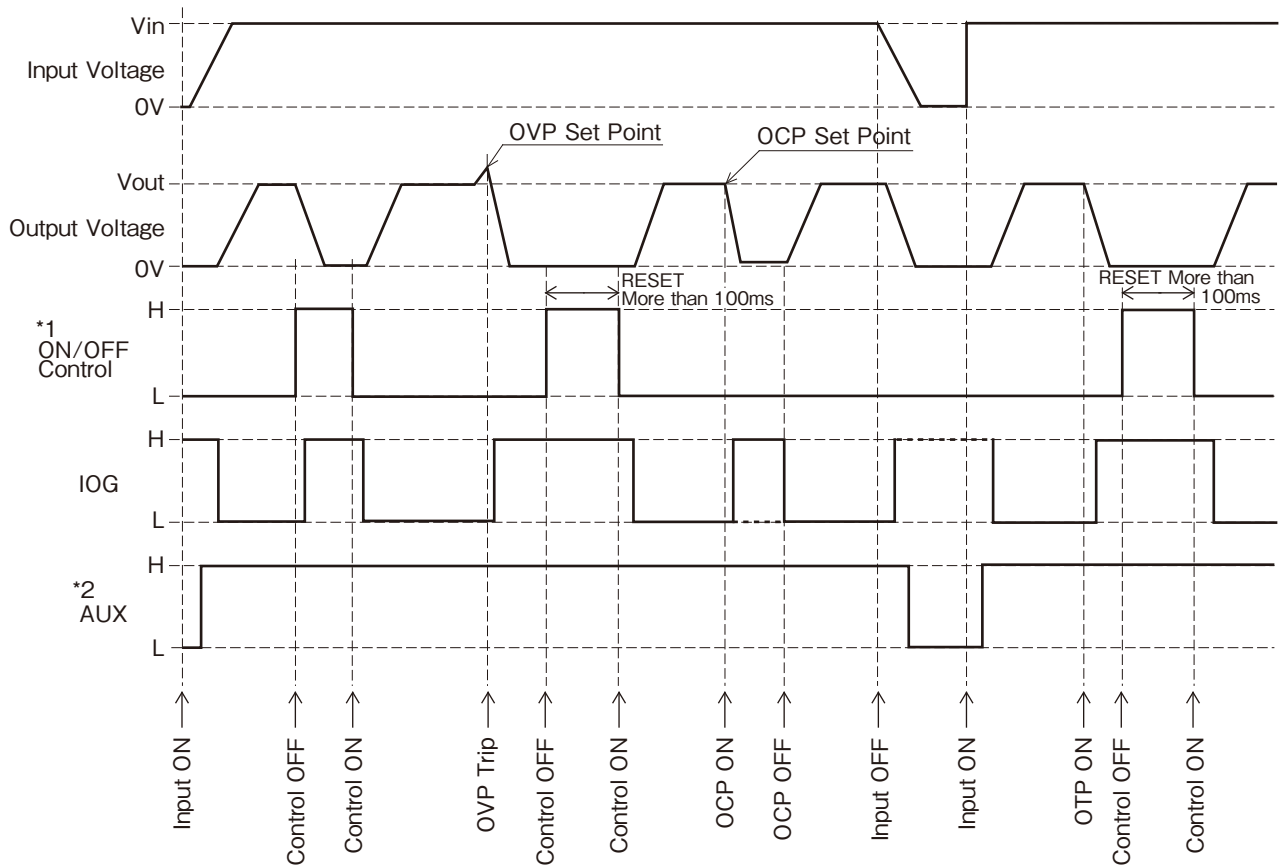 Vin
Input Voltage
0V
OVP Set Point
OCP Set Point
Vout
Output Voltage
0V
RESET
More than 100ms
RESET More than
100ms
H
*1
ON/OFF
Control
L
H
IOG
L
H
*2
AUX
L
Input ON
Control OFF
Control ON
OVP Trip
Control OFF
Control ON
OCP ON
OCP OFF
Input OFF
Input ON
OTP ON
Control OFF
Control ON